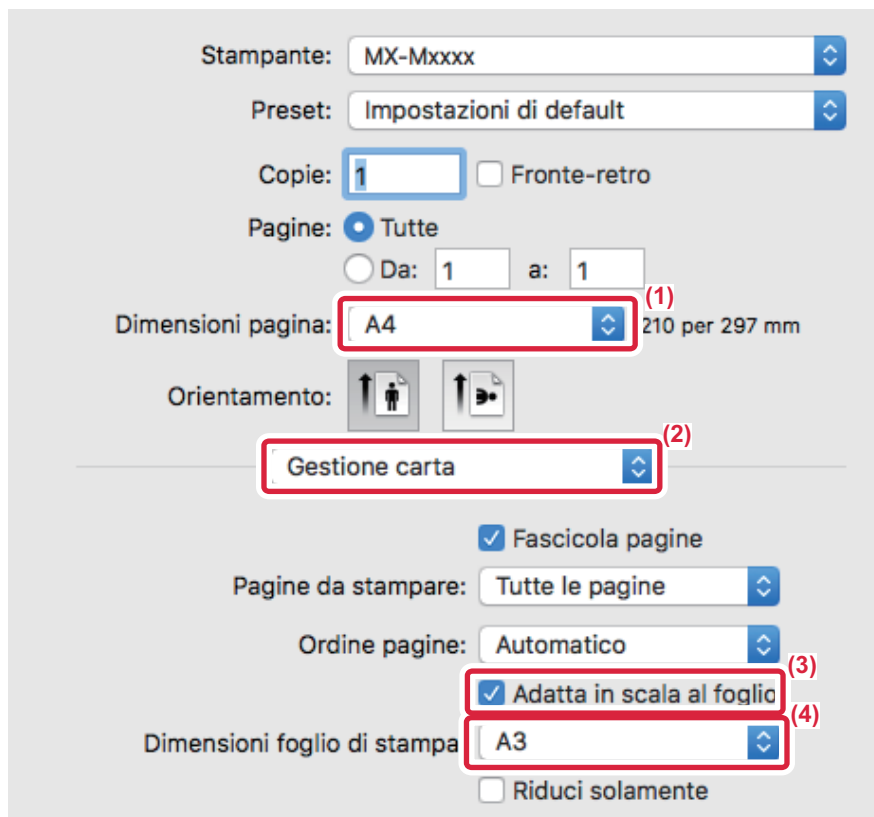 Stampante: MX-Mxxxx
Preset: Impostazioni di default
Copie: 1 Fronte-retro
Pagine: Tutte
Da: 1 a: 1
(1)
Dimensioni pagina: A4 210 per 297 mm
Orientamento:
(2)
Gestione carta
Fascicola pagine
Pagine da stampare: Tutte le pagine
Ordine pagine: Automatico
(3)
Adatta in scala al foglio
(4)
Dimensioni foglio di stampa A3
Riduci solamente